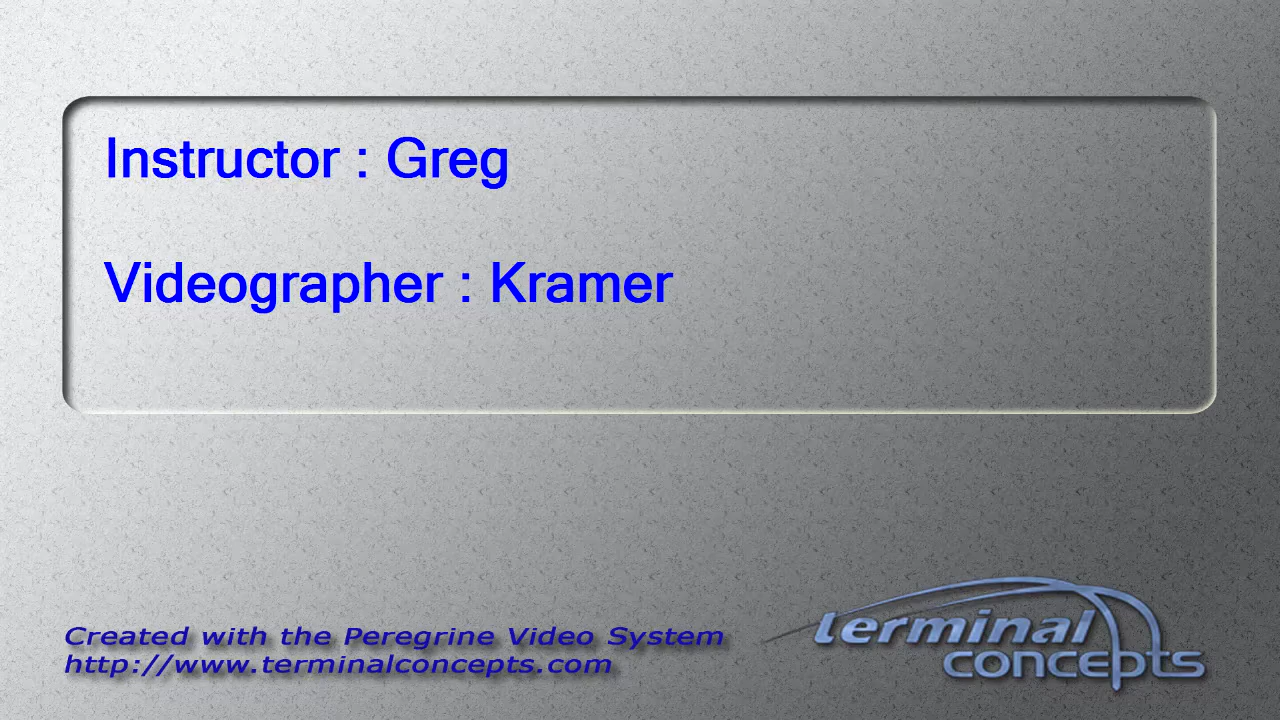 Instructor : Greg
Videographer : Kramer
Created with the Peregrine Video System
http://www.terminalconcepts.com
terminal
concepts